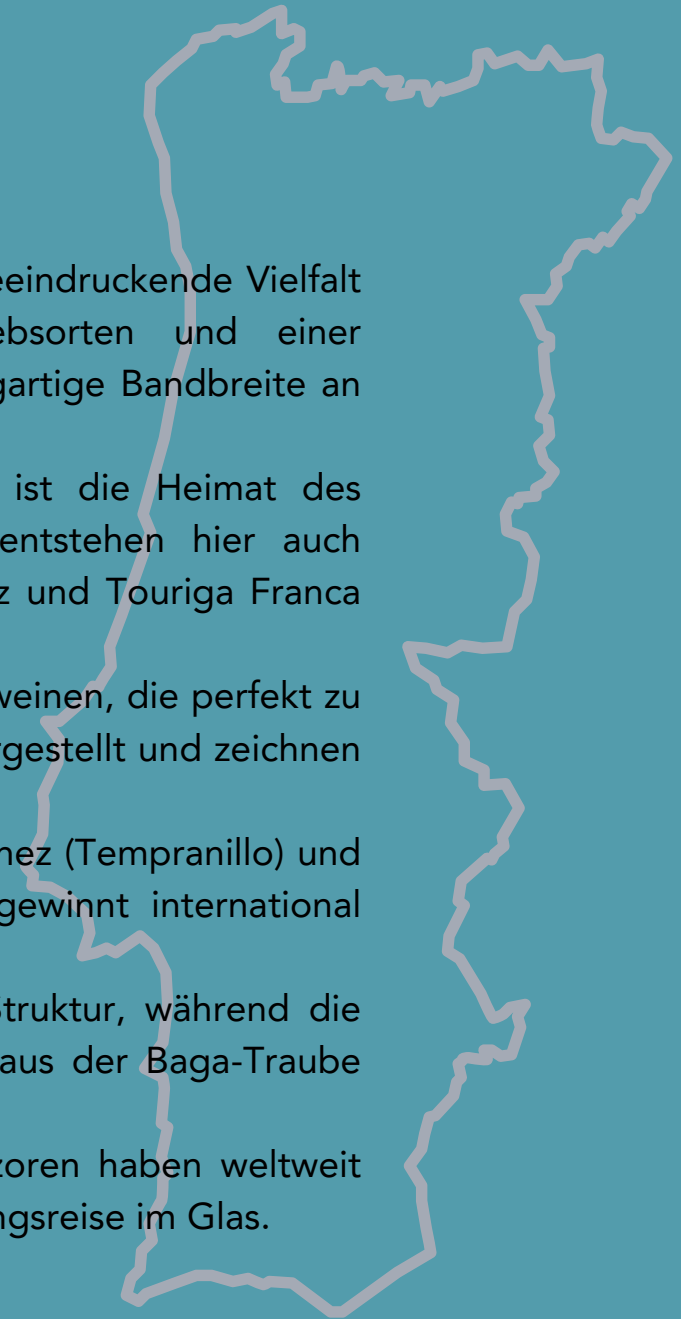 eeindruckende Vielfalt
ebsorten und einer
gartige Bandbreite an
ist die Heimat des
entstehen hier auch
z und Touriga Franca
weinen, die perfekt zu
rgestellt und zeichnen
nez (Tempranillo) und
gewinnt international
Struktur, während die
aus der Baga-Traube
zoren haben weltweit
ngsreise im Glas.